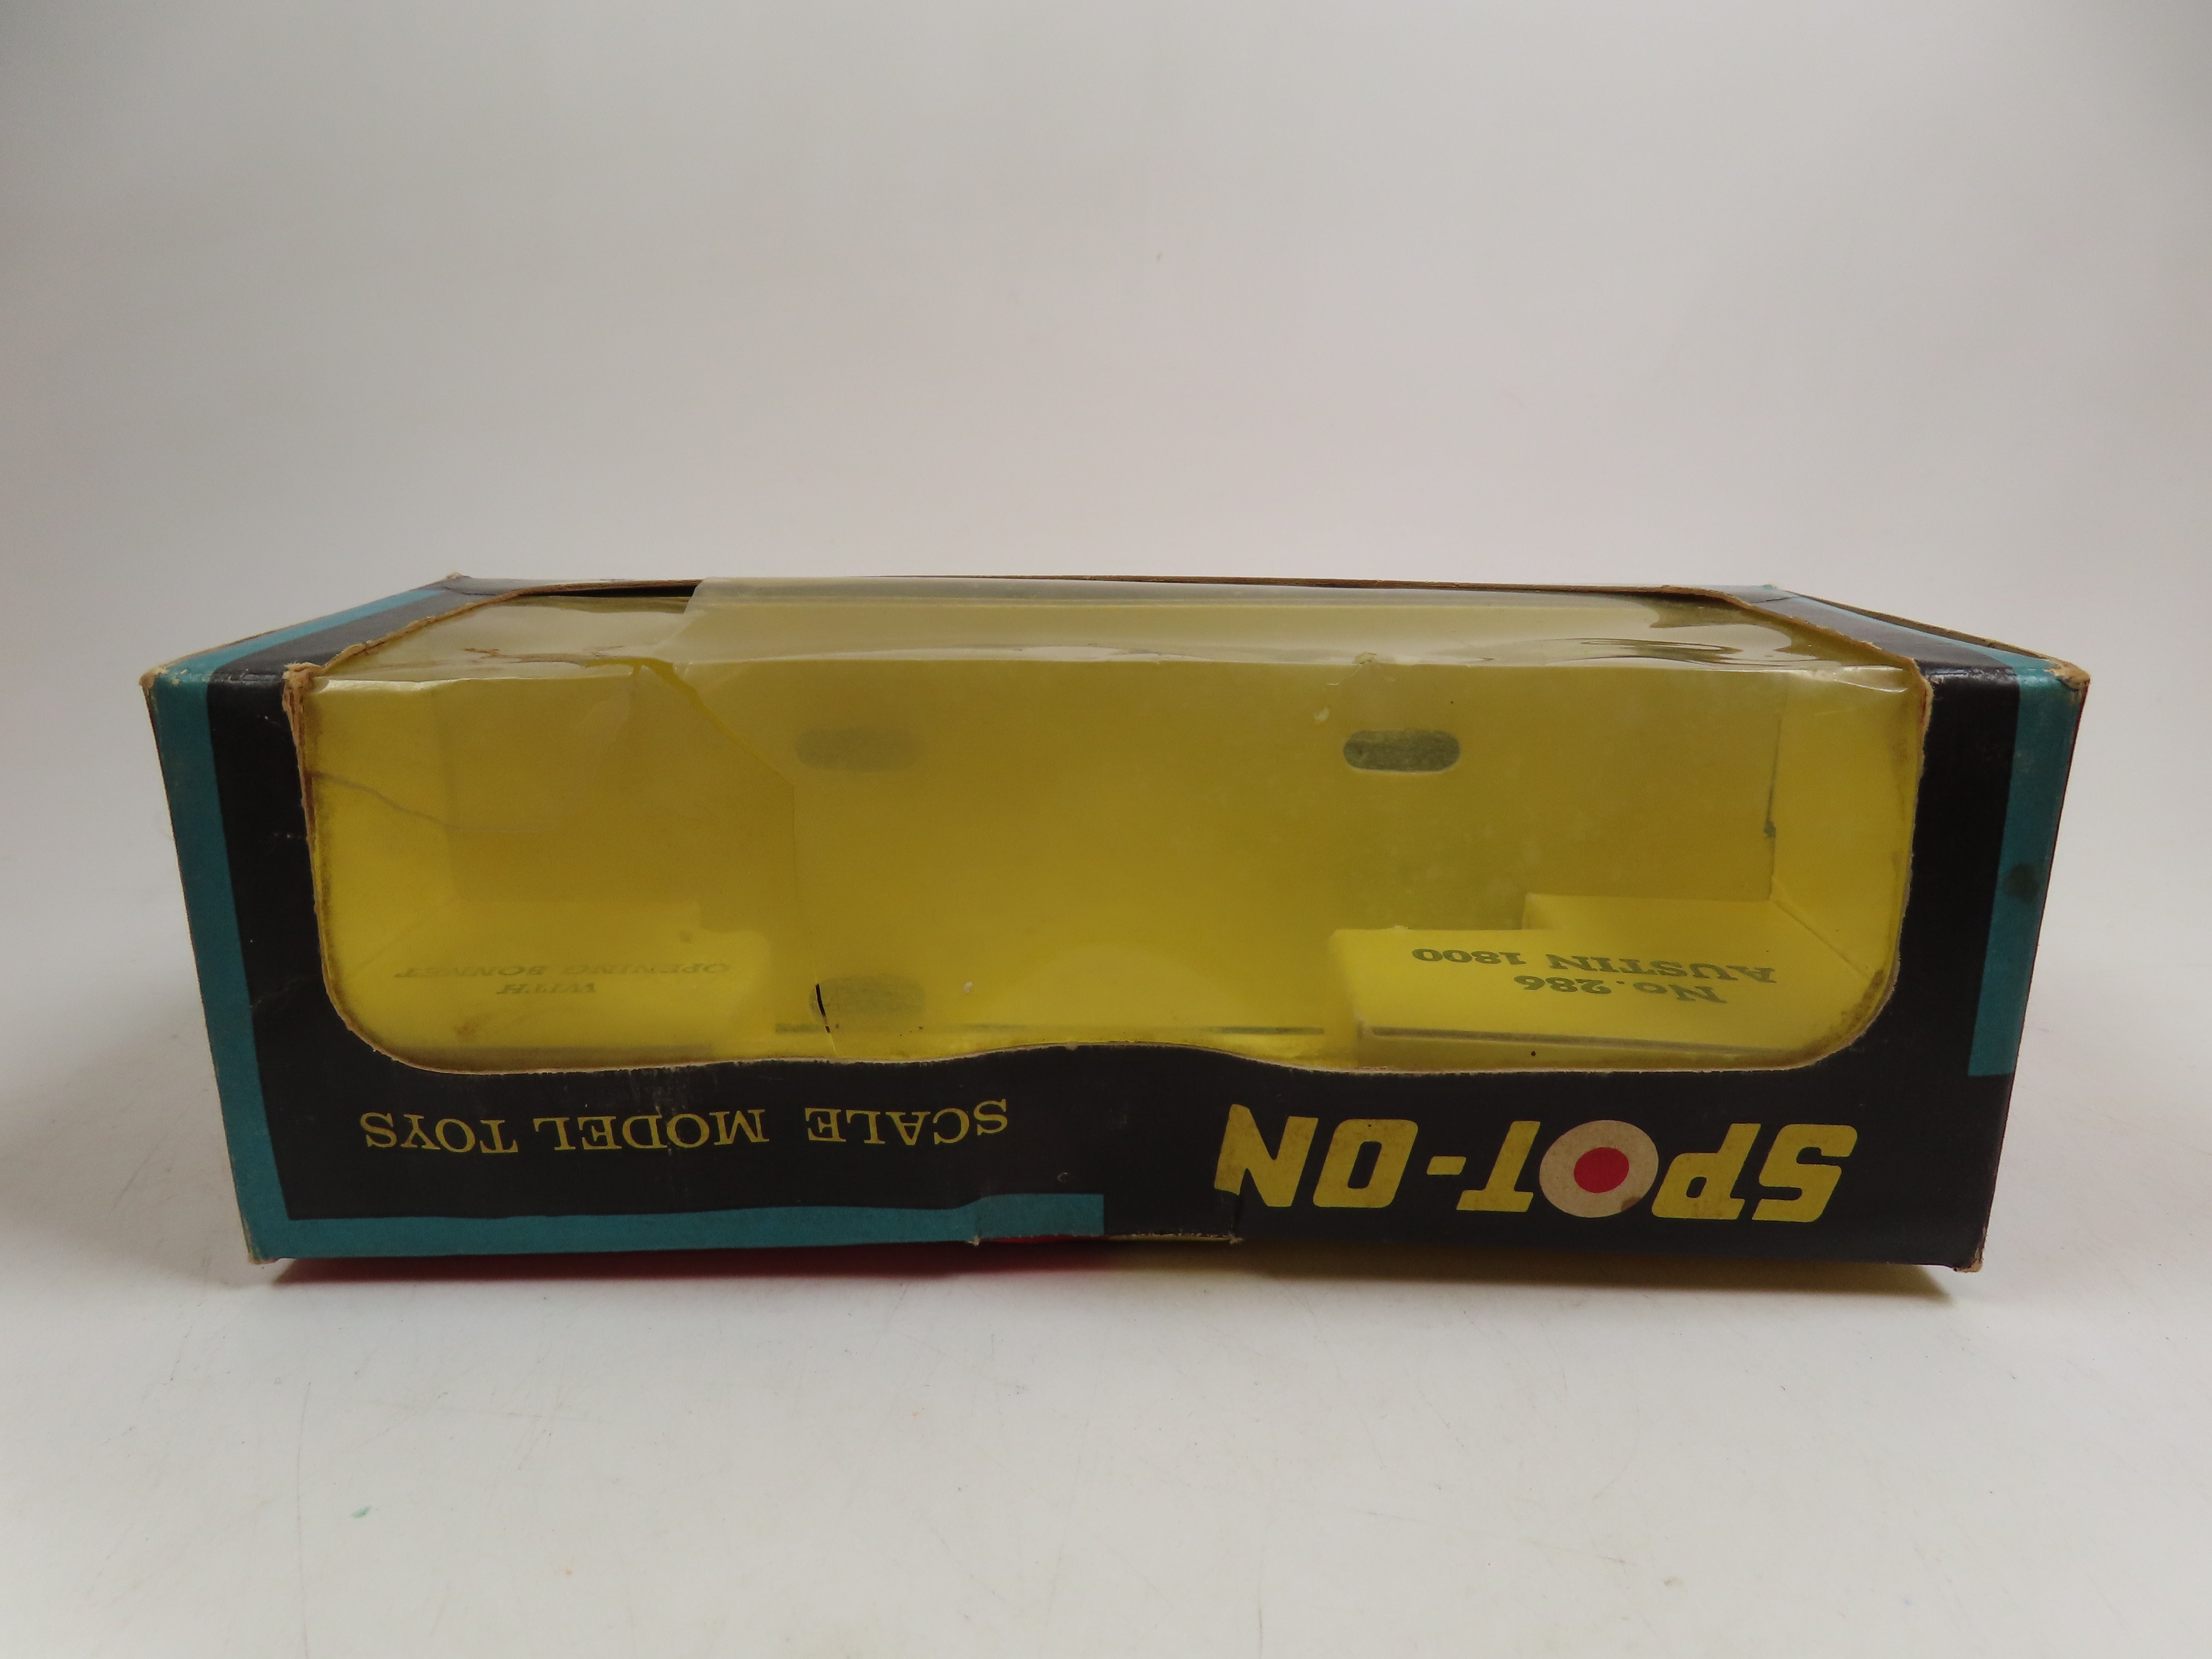 SPOT-ON
SCALE MODEL TOYS
No. 286
AUSTIN 1800
WITH
OPENING BONNET